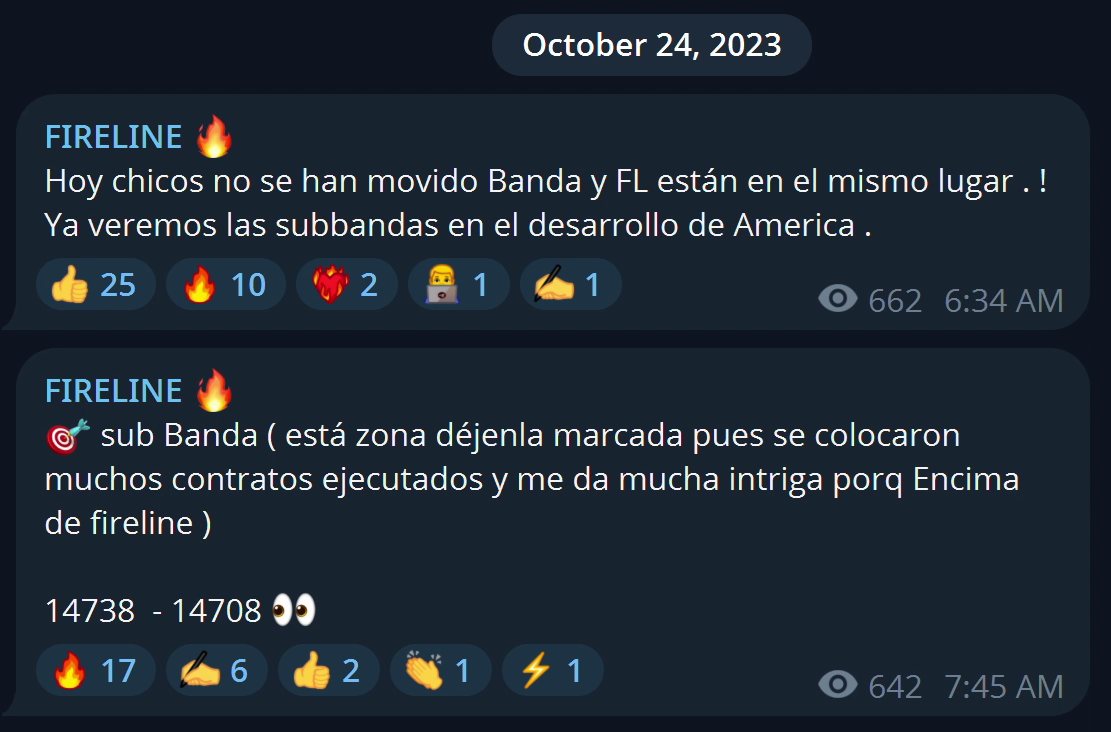 October 24, 2023
FIRELINE 🔥
Hoy chicos no se han movido Banda y FL están en el mismo lugar . !
Ya veremos las subbandas en el desarrollo de America .
👍 25 🔥 10 ❤️‍🔥 2 👨‍💻 1 ✍️ 1
662 6:34 AM
FIRELINE 🔥
🎯 sub Banda ( está zona déjenla marcada pues se colocaron
muchos contratos ejecutados y me da mucha intriga porq Encima
de fireline )
14738 - 14708 👀
🔥 17 ✍️ 6 👍 2 👏 1 ⚡ 1
642 7:45 AM